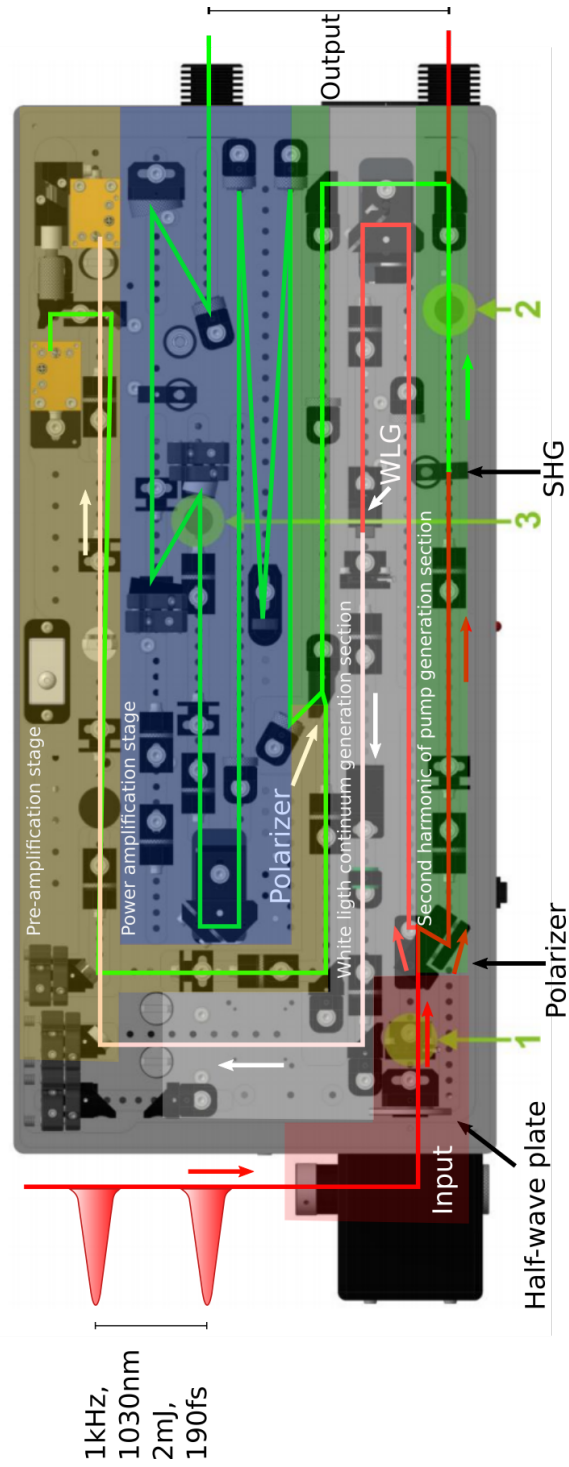 1kHz,
1030nm
2mJ,
190fs
Pre-amplification stage
Power amplification stage
Polarizer
White ligth continuum generation section
Second harmonic of pump generation section
WLG
Input
Output
Half-wave plate
Polarizer
SHG
1
3
2